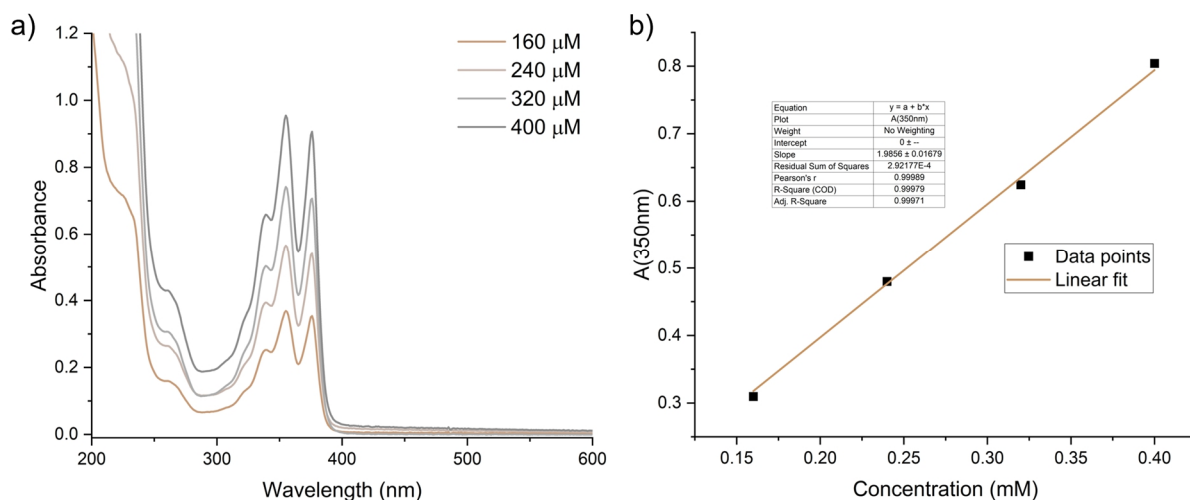 a)
1.2
1.0
0.8
0.6
0.4
0.2
0.0
Absorbance
200 300 400 500 600
Wavelength (nm)
160 μM
240 μM
320 μM
400 μM
b)
0.8
0.7
0.6
0.5
0.4
0.3
A(350nm)
0.15 0.20 0.25 0.30 0.35 0.40
Concentration (mM)
Equation y = a + b*x
Plot A(350nm)
Weight No Weighting
Intercept 0 ± --
Slope 1.9856 ± 0.01679
Residual Sum of Squares 2.92177E-4
Pearson's r 0.99989
R-Square (COD) 0.99979
Adj. R-Square 0.99971
Data points
Linear fit